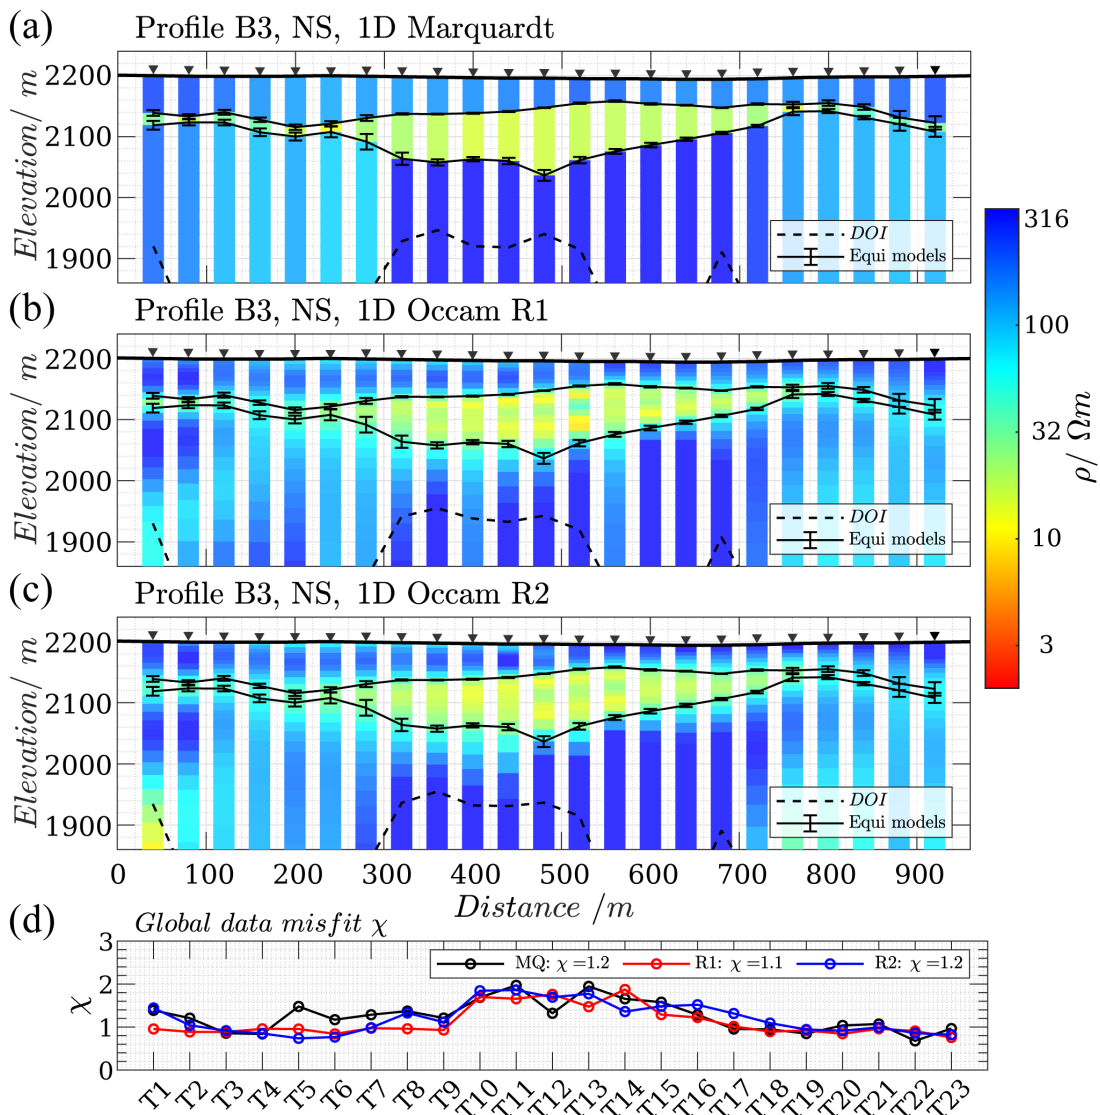 (a)
Profile B3, NS, 1D Marquardt
Elevation/ m
2200
2100
2000
1900
DOI
Equi models
(b)
Profile B3, NS, 1D Occam R1
Elevation/ m
2200
2100
2000
1900
DOI
Equi models
(c)
Profile B3, NS, 1D Occam R2
Elevation/ m
2200
2100
2000
1900
DOI
Equi models
0 100 200 300 400 500 600 700 800 900
Distance /m
316
100
32
10
3
ρ/ Ωm
(d)
Global data misfit χ
χ
3
2
1
0
MQ: χ =1.2 R1: χ =1.1 R2: χ =1.2
T1 T2 T3 T4 T5 T6 T7 T8 T9 T10 T11 T12 T13 T14 T15 T16 T17 T18 T19 T20 T21 T22 T23